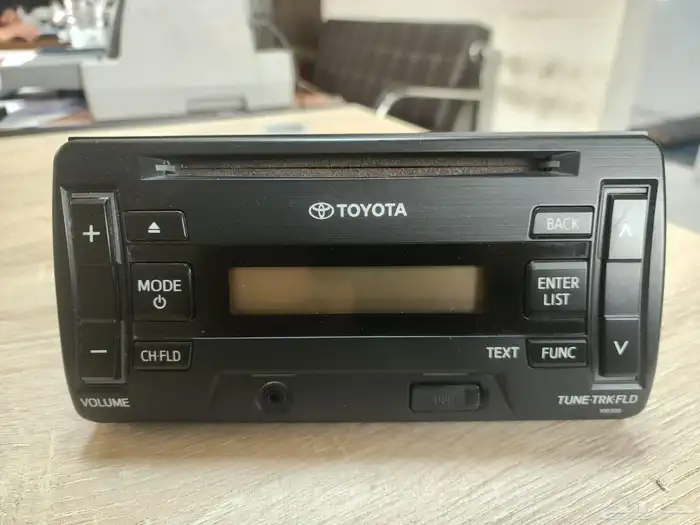 TOYOTA
+
BACK
MODE
ENTER
LIST
−
CH·FLD
TEXT
FUNC
VOLUME
TUNE·TRK·FLD